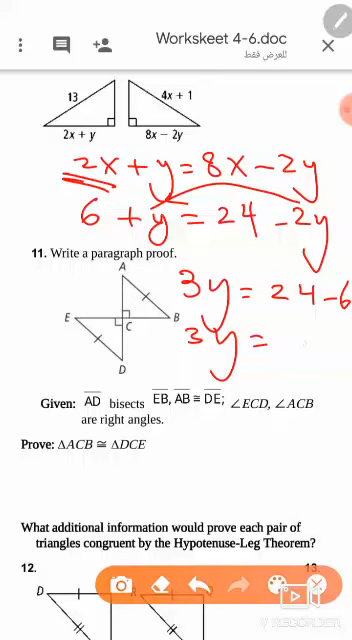 Workskeet 4-6.doc
للعرض فقط
13
4x + 1
2x + y
8x − 2y
2x + y = 8x − 2y
6 + y = 24 − 2y
11. Write a paragraph proof.
A
3y = 24 − 6
E
B
C
3y =
D
Given: AD bisects EB, AB ≅ DE; ∠ECD, ∠ACB
are right angles.
Prove: ΔACB ≅ ΔDCE
What additional information would prove each pair of
triangles congruent by the Hypotenuse-Leg Theorem?
12.
13.
D
R
VIVA RECORDER